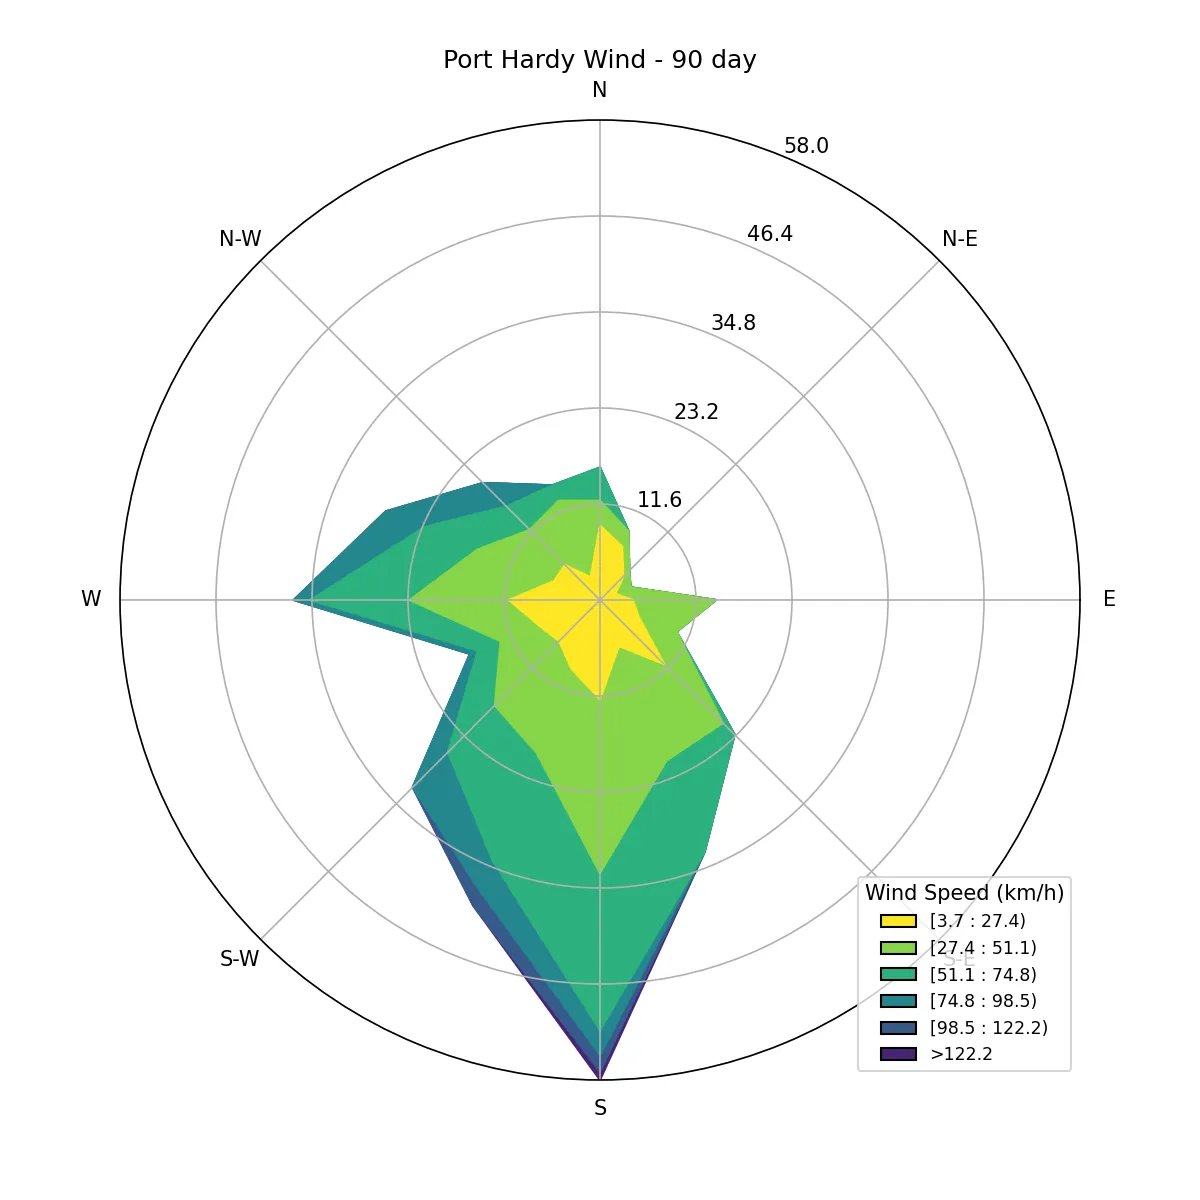 Port Hardy Wind - 90 day
N
58.0
N-W
46.4
N-E
34.8
23.2
11.6
W
E
Wind Speed (km/h)
[3.7 : 27.4)
[27.4 : 51.1)
S-W
S-E
[51.1 : 74.8)
[74.8 : 98.5)
[98.5 : 122.2)
>122.2
S